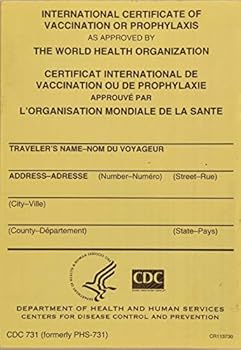 INTERNATIONAL CERTIFICATE OF
VACCINATION OR PROPHYLAXIS
AS APPROVED BY
THE WORLD HEALTH ORGANIZATION
CERTIFICAT INTERNATIONAL DE
VACCINATION OU DE PROPHYLAXIE
APPROUVÉ PAR
L'ORGANISATION MONDIALE DE LA SANTE
TRAVELER'S NAME–NOM DU VOYAGEUR
ADDRESS–ADRESSE (Number–Numéro) (Street–Rue)
(City–Ville)
(County–Département) (State–Pays)
CDC
DEPARTMENT OF HEALTH AND HUMAN SERVICES
CENTERS FOR DISEASE CONTROL AND PREVENTION
CDC 731 (formerly PHS-731) CR113730